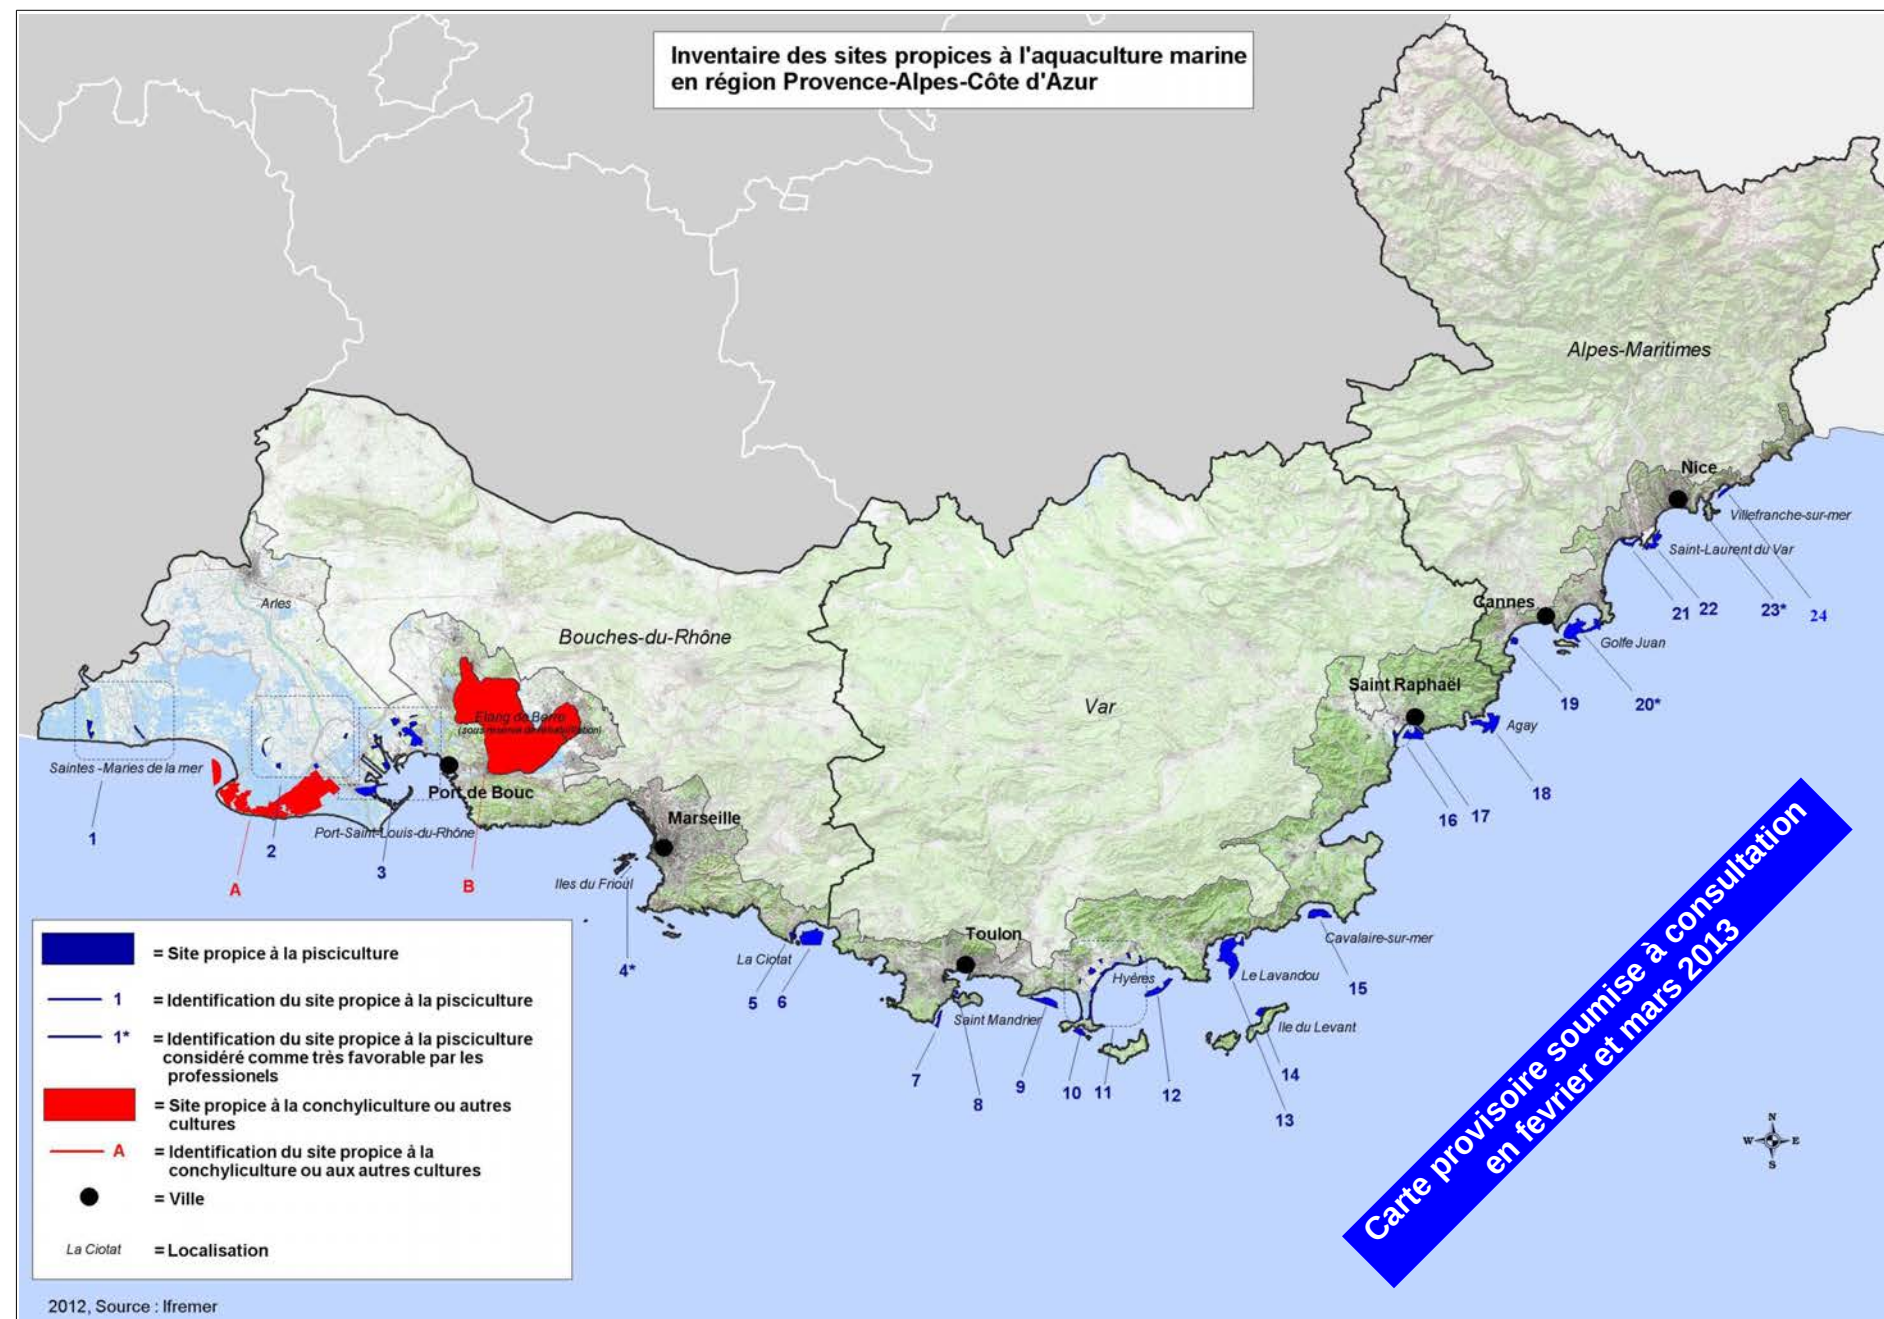 Inventaire des sites propices à l'aquaculture marine
en région Provence-Alpes-Côte d'Azur
Alpes-Maritimes
Nice
Villefranche-sur-mer
Saint-Laurent du Var
21
22
23*
24
Cannes
Golfe Juan
19
20*
Arles
Bouches-du-Rhône
Var
Saint Raphaël
Agay
16
17
18
Etang de Berre
(sous réserve de réhabilitation)
Saintes -Maries de la mer
Port de Bouc
Port-Saint-Louis-du-Rhône
1
A
2
3
B
Marseille
Iles du Frioul
4*
La Ciotat
5
6
Toulon
Saint Mandrier
7
8
9
Hyères
10
11
12
Le Lavandou
Cavalaire-sur-mer
15
Ile du Levant
14
13
= Site propice à la pisciculture
1
= Identification du site propice à la pisciculture
1*
= Identification du site propice à la pisciculture
considéré comme très favorable par les
professionels
= Site propice à la conchyliculture ou autres
cultures
A
= Identification du site propice à la
conchyliculture ou aux autres cultures
= Ville
La Ciotat
= Localisation
2012, Source : Ifremer
Carte provisoire soumise à consultation
en fevrier et mars 2013
N
W
E
S